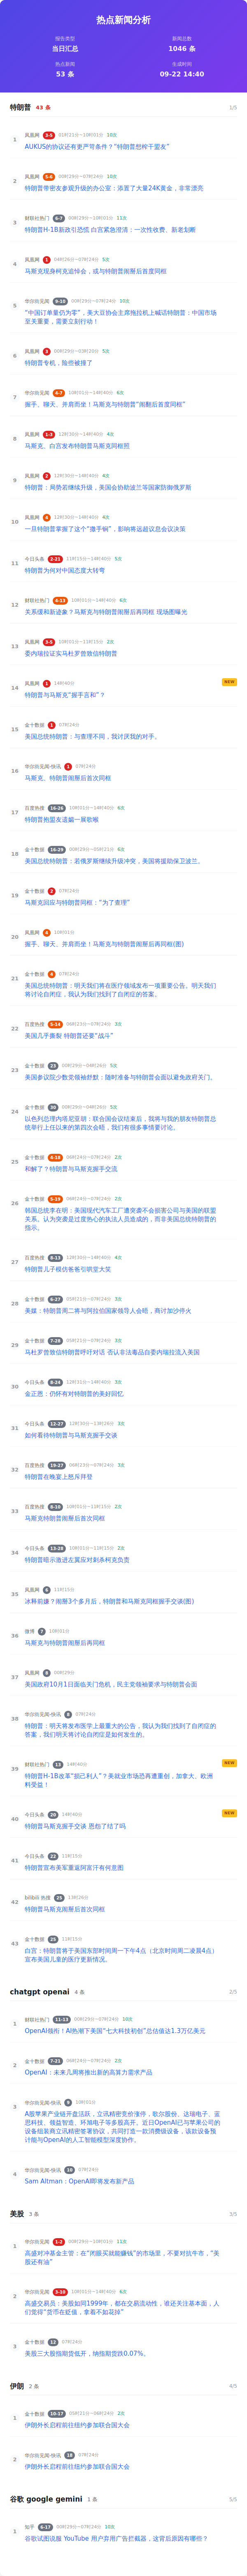 热点新闻分析
报告类型
新闻总数
当日汇总
1046 条
热点新闻
生成时间
53 条
09-22 14:40
特朗普 43 条 1/5
1
凤凰网 3-5 01时21分~10时01分 10次
AUKUS的协议还有更严苛条件？“特朗普想榨干盟友”
2
凤凰网 5-6 00时29分~07时24分 10次
特朗普带密友参观升级的办公室：添置了大量24K黄金，非常漂亮
3
财联社热门 6-7 00时29分~10时01分 11次
特朗普H-1B新政引恐慌 白宫紧急澄清：一次性收费、新老划断
4
凤凰网 1 04时26分~07时24分 5次
马斯克现身柯克追悼会，或与特朗普闹掰后首度同框
5
华尔街见闻 9-10 00时29分~07时24分 10次
“中国订单量仍为零”，美大豆协会主席拖拉机上喊话特朗普：中国市
场至关重要，需要立刻行动！
6
凤凰网 3 00时29分~03时20分 5次
特朗普专机，险些被撞了
7
华尔街见闻 6-7 10时01分~14时40分 6次
握手、聊天、并肩而坐！马斯克与特朗普“闹翻后首度同框”
8
凤凰网 1-3 12时30分~14时40分 4次
马斯克、白宫发布特朗普马斯克同框照
9
凤凰网 2 12时30分~14时40分 4次
特朗普：局势若继续升级，美国会协助波兰等国家防御俄罗斯
10
凤凰网 4 12时30分~14时40分 4次
一旦特朗普掌握了这个“撒手锏”，影响将远超议息会议决策
11
今日头条 2-21 11时15分~14时40分 5次
特朗普为何对中国态度大转弯
12
财联社热门 4-13 10时01分~14时40分 6次
关系缓和新迹象？马斯克与特朗普闹掰后再同框 现场图曝光
13
凤凰网 3-5 10时01分~11时15分 2次
委内瑞拉证实马杜罗曾致信特朗普
14
凤凰网 1 14时40分
NEW
特朗普与马斯克“握手言和”？
15
金十数据 1 07时24分
美国总统特朗普：与查理不同，我讨厌我的对手。
16
华尔街见闻-快讯 1 07时24分
马斯克、特朗普闹掰后首次同框
17
百度热搜 16-26 10时01分~14时40分 6次
特朗普抱盟友遗孀一展歌喉
18
金十数据 16-29 00时29分~05时21分 6次
美国总统特朗普：若俄罗斯继续升级冲突，美国将援助保卫波兰。
19
金十数据 2 07时24分
马斯克回应与特朗普同框：“为了查理”
20
凤凰网 4 10时01分
握手、聊天、并肩而坐！马斯克与特朗普闹掰后再同框(图)
21
金十数据 4 07时24分
美国总统特朗普：明天我们将在医疗领域发布一项重要公告。明天我们
将讨论自闭症，我认为我们找到了自闭症的答案。
22
百度热搜 5-14 06时23分~07时24分 3次
美国几乎撕裂 特朗普还要“战斗”
23
金十数据 23 00时29分~04时26分 5次
美国参议院少数党领袖舒默：随时准备与特朗普会面以避免政府关门。
24
金十数据 30 00时29分~04时26分 5次
以色列总理内塔尼亚胡：联合国会议结束后，我将与我的朋友特朗普总
统举行上任以来的第四次会晤，我们有很多事情要讨论。
25
金十数据 4-18 06时24分~07时24分 2次
和解了？特朗普与马斯克握手交流
26
金十数据 5-19 06时24分~07时24分 2次
韩国总统李在明：美国现代汽车工厂遭突击不会损害公司与美国的联盟
关系。认为突袭是过度热心的执法人员造成的，而非美国总统特朗普的
指示。
27
百度热搜 8-13 12时30分~14时40分 4次
特朗普儿子模仿爸爸引哄堂大笑
28
金十数据 6-27 05时21分~07时24分 3次
美媒：特朗普周二将与阿拉伯国家领导人会晤，商讨加沙停火
29
金十数据 7-28 05时21分~07时24分 3次
马杜罗曾致信特朗普呼吁对话 否认非法毒品自委内瑞拉流入美国
30
今日头条 8-24 12时31分~14时40分 3次
金正恩：仍怀有对特朗普的美好回忆
31
今日头条 12-27 12时30分~13时26分 3次
如何看待特朗普与马斯克握手交谈
32
百度热搜 19-27 06时23分~07时24分 3次
特朗普在晚宴上怒斥拜登
33
百度热搜 8-10 10时01分~11时15分 2次
马斯克特朗普闹掰后首次同框
34
今日头条 13-28 10时01分~11时15分 2次
特朗普暗示激进左翼应对刺杀柯克负责
35
凤凰网 6 11时15分
冰释前嫌？闹掰3个多月后，特朗普和马斯克同框握手交谈(图)
36
微博 7 10时01分
马斯克与特朗普闹掰后再同框
37
凤凰网 8 00时29分
美国政府10月1日面临关门危机，民主党领袖要求与特朗普会面
38
华尔街见闻-快讯 8 07时24分
特朗普：明天将发布医学上最重大的公告，我认为我们找到了自闭症的
答案，我们明天将讨论自闭症是如何发生的。
39
财联社热门 13 14时40分
NEW
特朗普H-1B改革“损己利人”？美就业市场恐再遭重创，加拿大、欧洲
料受益！
40
今日头条 20 14时40分
NEW
特朗普马斯克握手交谈 恩怨了结了吗
41
今日头条 22 11时15分
特朗普宣布美军重返阿富汗有何意图
42
bilibili 热搜 25 13时26分
特朗普马斯克闹掰后首次同框
43
金十数据 25 11时15分
白宫：特朗普将于美国东部时间周一下午4点（北京时间周二凌晨4点）
宣布美国儿童的医疗更新情况。
chatgpt openai 4 条 2/5
1
财联社热门 11-13 00时29分~07时24分 10次
OpenAI领衔！AI热潮下美国“七大科技初创”总估值达1.3万亿美元
2
金十数据 7-21 06时24分~07时24分 2次
OpenAI：未来几周将推出新的高算力需求产品
3
华尔街见闻-快讯 9 10时01分
A股苹果产业链开盘活跃，立讯精密竞价涨停，歌尔股份、达瑞电子、蓝
思科技、领益智造、环旭电子等多股高开。近日OpenAI已与苹果公司的
设备组装商立讯精密签署协议，共同打造一款消费级设备，该款设备预
计能与OpenAI的人工智能模型深度协作。
4
华尔街见闻-快讯 10 07时24分
Sam Altman：OpenAI即将发布新产品
美股 3 条 3/5
1
华尔街见闻 1-2 00时29分~10时01分 11次
高盛对冲基金主管：在“闭眼买就能赚钱”的市场里，不要对抗牛市，“美
股还有油”
2
华尔街见闻 3-10 10时01分~14时40分 6次
高盛交易员：美股如同1999年，都在交易流动性，谁还关注基本面，人
们觉得“货币在贬值，拿着不如花掉”
3
金十数据 12 07时24分
美股三大股指期货低开，纳指期货跌0.07%。
伊朗 2 条 4/5
1
金十数据 10-17 05时21分~06时24分 2次
伊朗外长启程前往纽约参加联合国大会
2
华尔街见闻-快讯 18 07时24分
伊朗外长启程前往纽约参加联合国大会
谷歌 google gemini 1 条 5/5
1
知乎 6-17 00时29分~07时24分 10次
谷歌试图说服 YouTube 用户弃用广告拦截器，这背后原因有哪些？